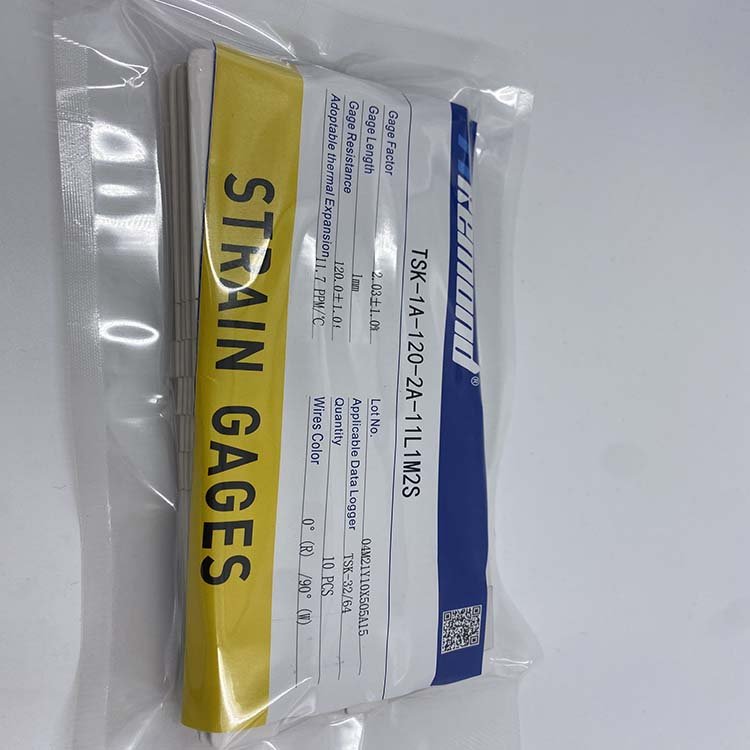 kemond®
TSK-1A-120-2A-11L1M2S
Gage Factor 2.03±1.0%
Gage Length 1mm
Gage Resistance 120.0±1.0%
Adoptable thermal Expansion 11.7 PPM/℃
Lot No. 04M21Y10X505A15
Applicable Data Logger TSK-32/64
Quantity 10 PCS
Wires Color 0° (R) /90° (W)
STRAIN GAGES